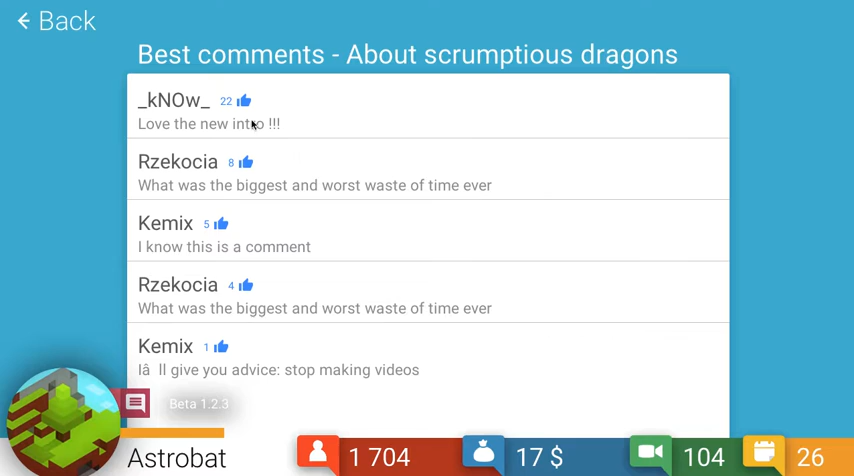 Back
Best comments - About scrumptious dragons
_kNOw_ 22
Love the new intro !!!
Rzekocia 8
What was the biggest and worst waste of time ever
Kemix 5
I know this is a comment
Rzekocia 4
What was the biggest and worst waste of time ever
Kemix 1
Iâ ll give you advice: stop making videos
Beta 1.2.3
Astrobat
1 704
17 $
104
26